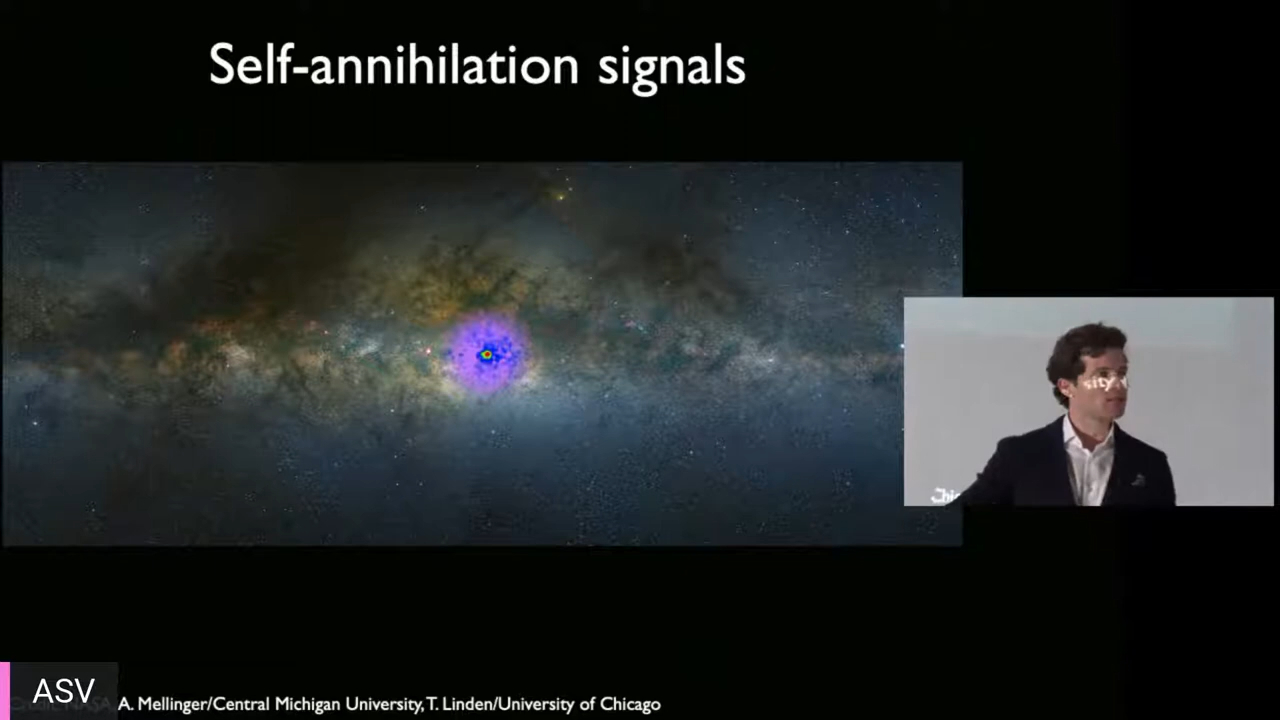 Self-annihilation signals
ASV
A. Mellinger/Central Michigan University, T. Linden/University of Chicago